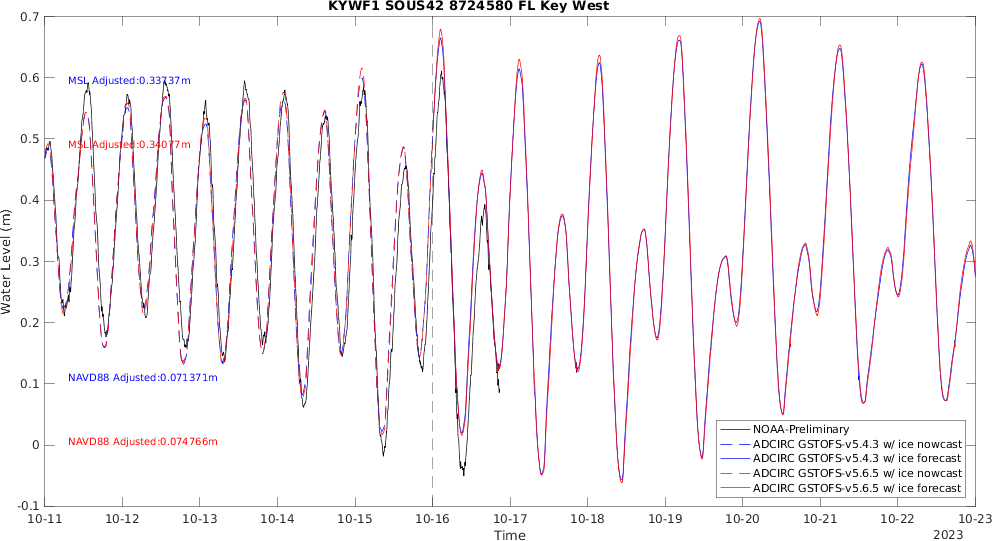 KYWF1 SOUS42 8724580 FL Key West
0.7
0.6
0.5
0.4
0.3
0.2
0.1
0
-0.1
Water Level (m)
MSL Adjusted:0.33737m
MSL Adjusted:0.34077m
NAVD88 Adjusted:0.071371m
NAVD88 Adjusted:0.074766m
NOAA-Preliminary
ADCIRC GSTOFS-v5.4.3 w/ ice nowcast
ADCIRC GSTOFS-v5.4.3 w/ ice forecast
ADCIRC GSTOFS-v5.6.5 w/ ice nowcast
ADCIRC GSTOFS-v5.6.5 w/ ice forecast
10-11 10-12 10-13 10-14 10-15 10-16 10-17 10-18 10-19 10-20 10-21 10-22 10-23
Time
2023